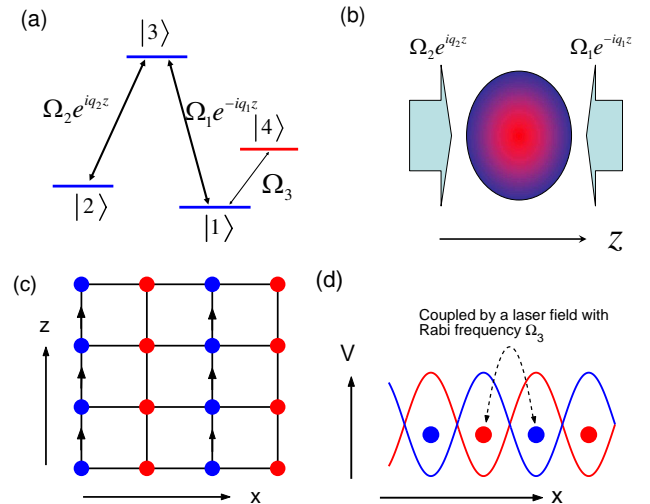 (a)
|3⟩
Ω₂e^{iq₂z}
Ω₁e^{-iq₁z}
|4⟩
Ω₃
|2⟩
|1⟩
(b)
Ω₂e^{iq₂z}
Ω₁e^{-iq₁z}
z
(c)
z
x
(d)
Coupled by a laser field with
Rabi frequency Ω₃
V
x